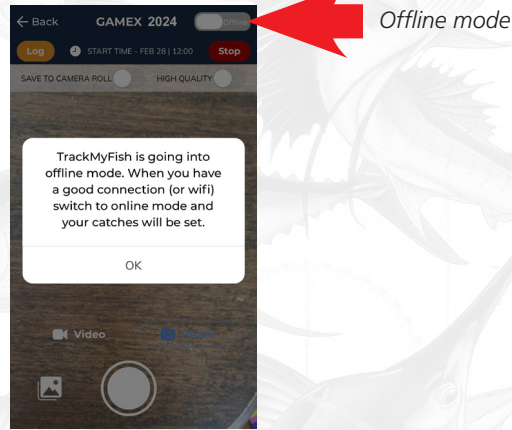 ← Back GAMEX 2024 Offline
Offline mode
Log START TIME - FEB 28 | 12:00 Stop
SAVE TO CAMERA ROLL HIGH QUALITY
TrackMyFish is going into
offline mode. When you have
a good connection (or wifi)
switch to online mode and
your catches will be set.
OK
Video